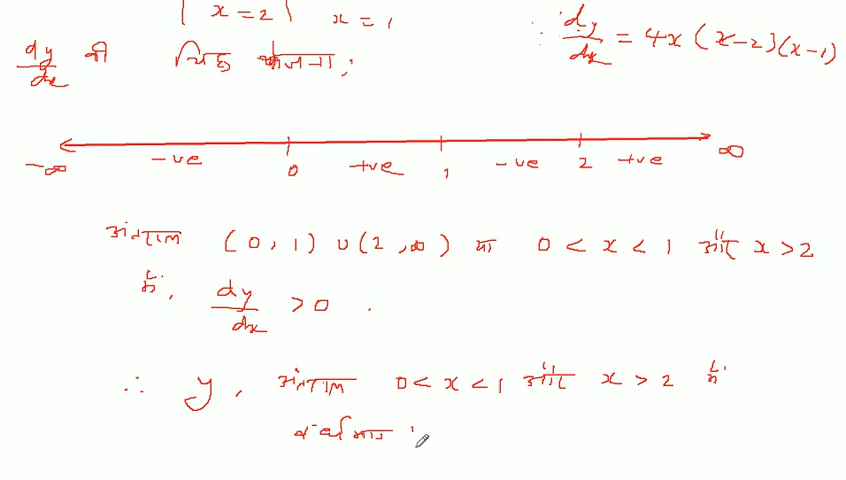 x = 2 x = 1
∴ dy/dx = 4x (x-2)(x-1)
dy/dx की चिह्न योजना,
-∞ -ve 0 +ve 1 -ve 2 +ve ∞
अंतराल (0, 1) ∪ (2, ∞) या 0 < x < 1 और x > 2
में, dy/dx > 0 .
∴ y, अंतराल 0 < x < 1 और x > 2 में
वर्धमान